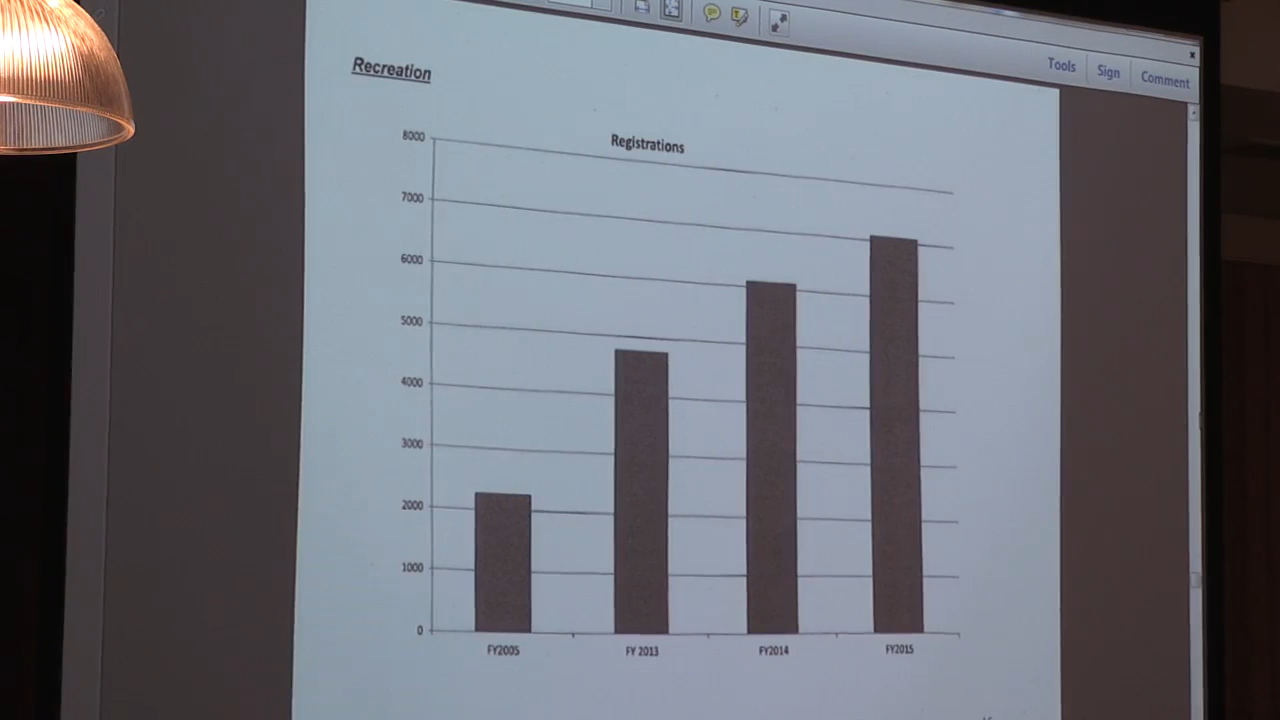 Tools Sign Comment
Recreation
Registrations
8000
7000
6000
5000
4000
3000
2000
1000
0
FY2005 FY 2013 FY2014 FY2015